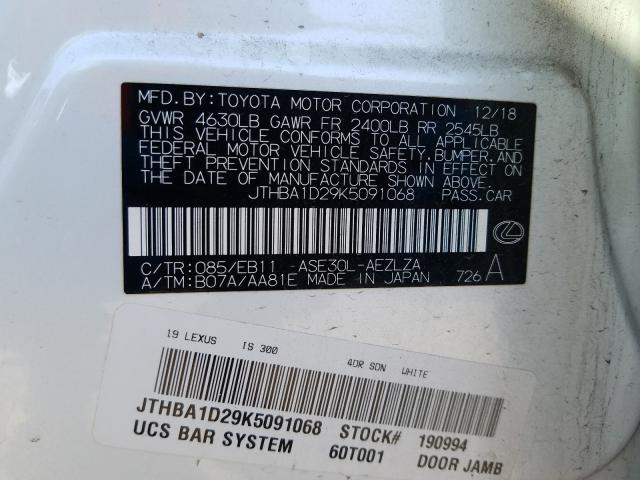 MFD. BY: TOYOTA MOTOR CORPORATION 12/18
GVWR 4630LB GAWR FR 2400LB RR 2545LB
THIS VEHICLE CONFORMS TO ALL APPLICABLE
FEDERAL MOTOR VEHICLE SAFETY, BUMPER, AND
THEFT PREVENTION STANDARDS IN EFFECT ON
THE DATE OF MANUFACTURE SHOWN ABOVE.
JTHBA1D29K5091068 PASS. CAR
C/TR: 085/EB11 -ASE30L-AEZLZA
A/TM: B07A/AA81E MADE IN JAPAN 726 A
19 LEXUS IS 300 4DR SDN WHITE
JTHBA1D29K5091068 STOCK# 190994
UCS BAR SYSTEM 60T001 DOOR JAMB